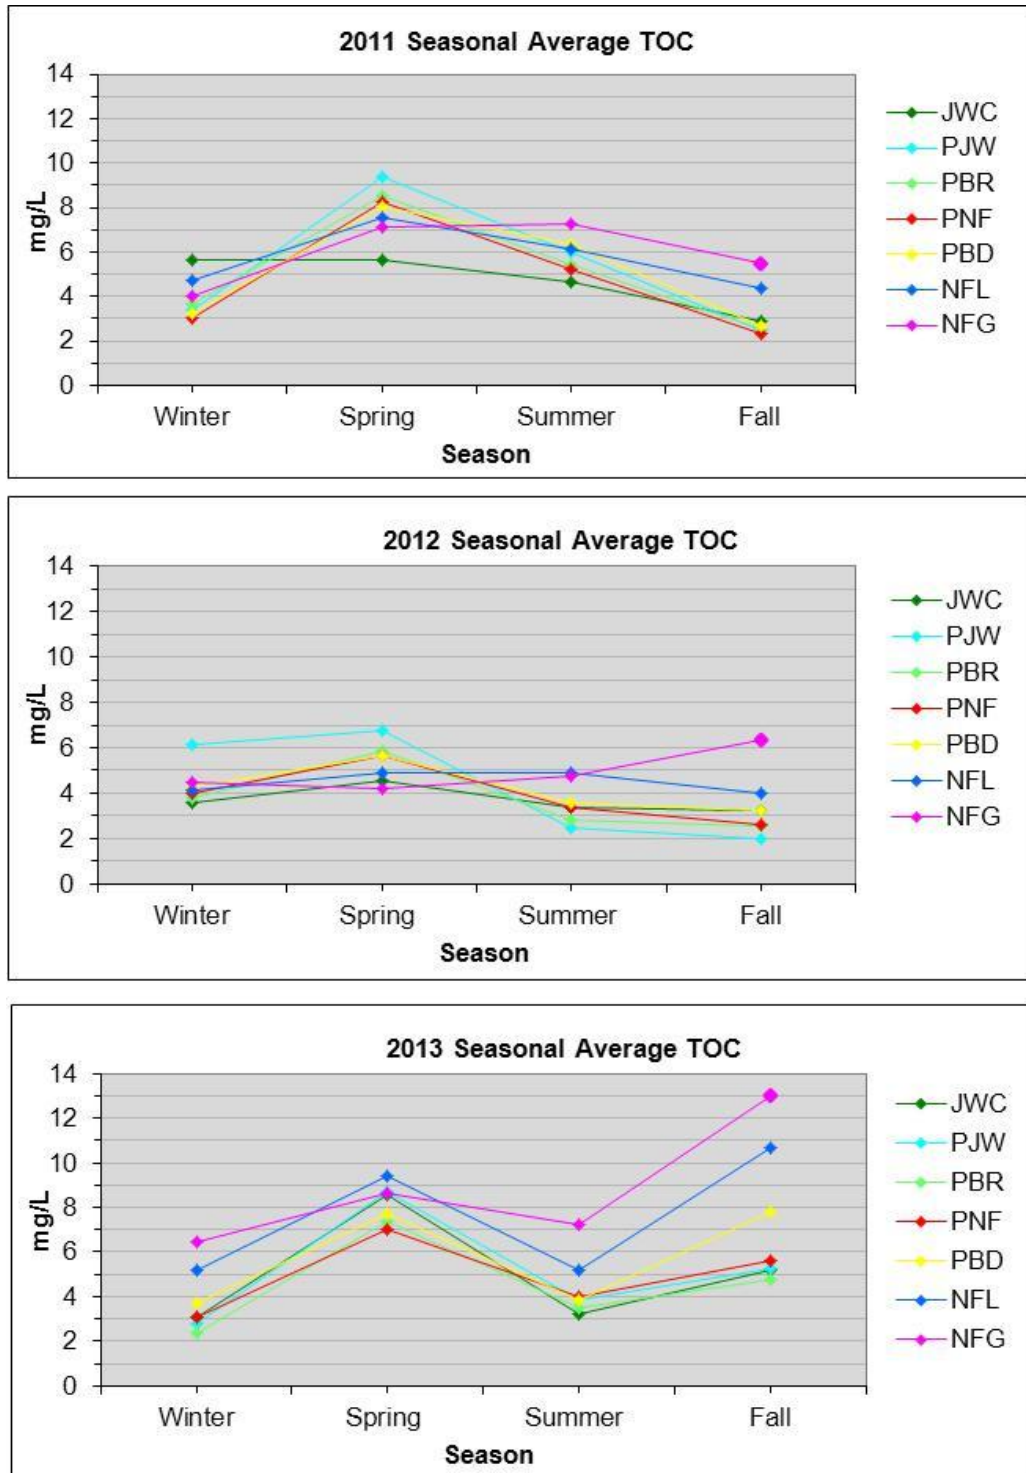 2011 Seasonal Average TOC
14
12
10
8
6
4
2
0
mg/L
Winter Spring Summer Fall
Season
JWC
PJW
PBR
PNF
PBD
NFL
NFG
2012 Seasonal Average TOC
14
12
10
8
6
4
2
0
mg/L
Winter Spring Summer Fall
Season
JWC
PJW
PBR
PNF
PBD
NFL
NFG
2013 Seasonal Average TOC
14
12
10
8
6
4
2
0
mg/L
Winter Spring Summer Fall
Season
JWC
PJW
PBR
PNF
PBD
NFL
NFG